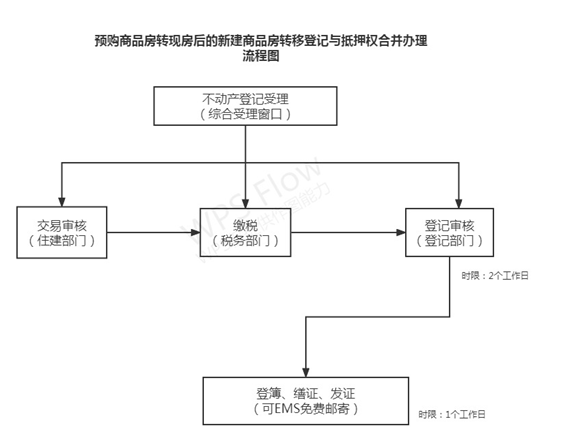 预购商品房转现房后的新建商品房转移登记与抵押权合并办理
流程图
不动产登记受理
（综合受理窗口）
交易审核
（住建部门）
缴税
（税务部门）
登记审核
（登记部门）
时限：2个工作日
登簿、缮证、发证
（可EMS免费邮寄）
时限：1个工作日
WPS Flow